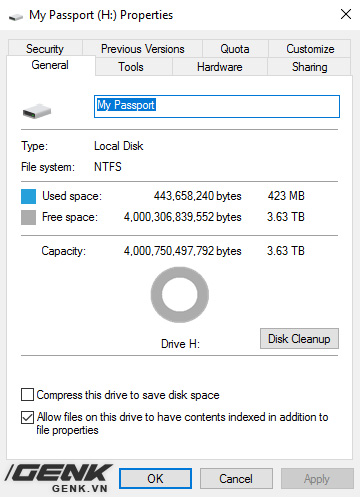 My Passport (H:) Properties
Security Previous Versions Quota Customize
General Tools Hardware Sharing
My Passport
Type: Local Disk
File system: NTFS
Used space: 443,658,240 bytes 423 MB
Free space: 4,000,306,839,552 bytes 3.63 TB
Capacity: 4,000,750,497,792 bytes 3.63 TB
Drive H: Disk Cleanup
Compress this drive to save disk space
Allow files on this drive to have contents indexed in addition to
file properties
OK Cancel Apply
GENK
GENK.VN